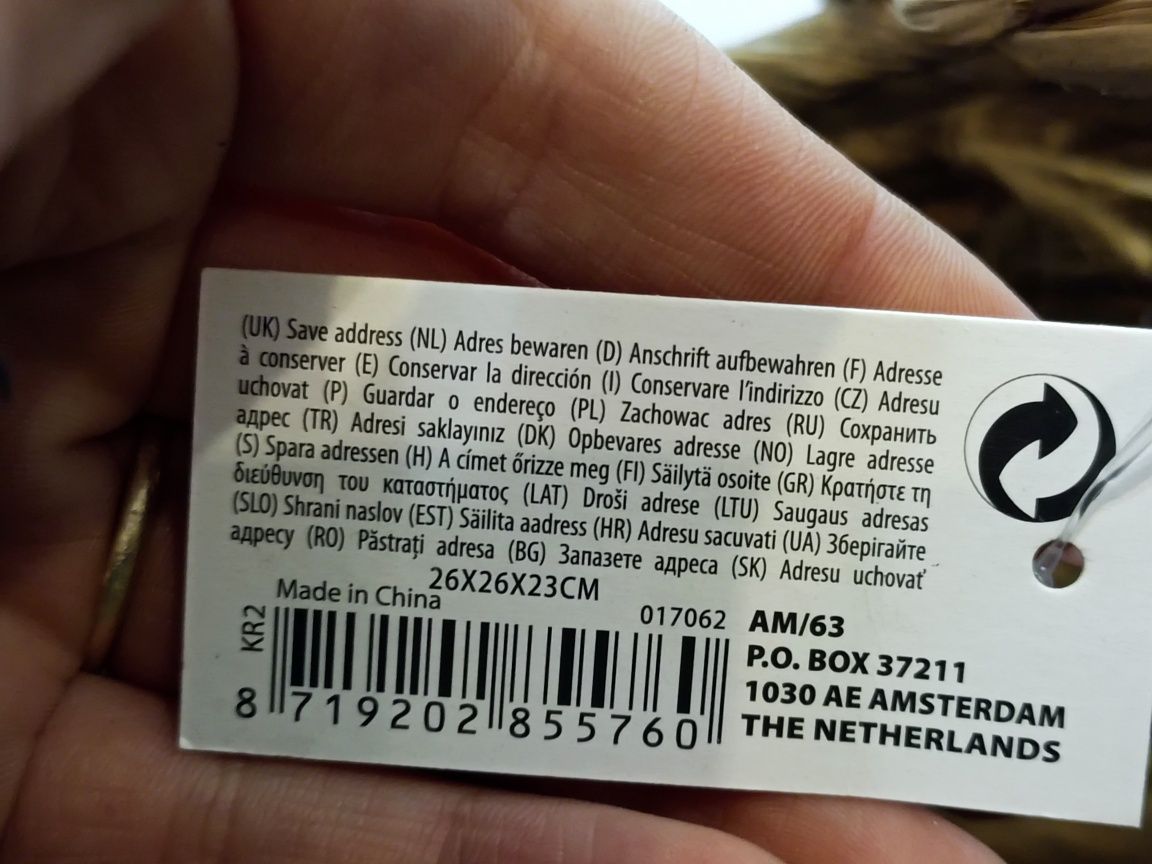 (UK) Save address (NL) Adres bewaren (D) Anschrift aufbewahren (F) Adresse
à conserver (E) Conservar la dirección (I) Conservare l'indirizzo (CZ) Adresu
uchovat (P) Guardar o endereço (PL) Zachowac adres (RU) Сохранить
адрес (TR) Adresi saklayınız (DK) Opbevares adresse (NO) Lagre adresse
(S) Spara adressen (H) A címet őrizze meg (FI) Säilytä osoite (GR) Κρατήστε τη
διεύθυνση του καταστήματος (LAT) Droši adrese (LTU) Saugaus adresas
(SLO) Shrani naslov (EST) Säilita aadress (HR) Adresu sacuvati (UA) Зберігайте
адресу (RO) Păstrați adresa (BG) Запазете адреса (SK) Adresu uchovať
Made in China 26X26X23CM
017062
KR2
8 719202 855760
AM/63
P.O. BOX 37211
1030 AE AMSTERDAM
THE NETHERLANDS